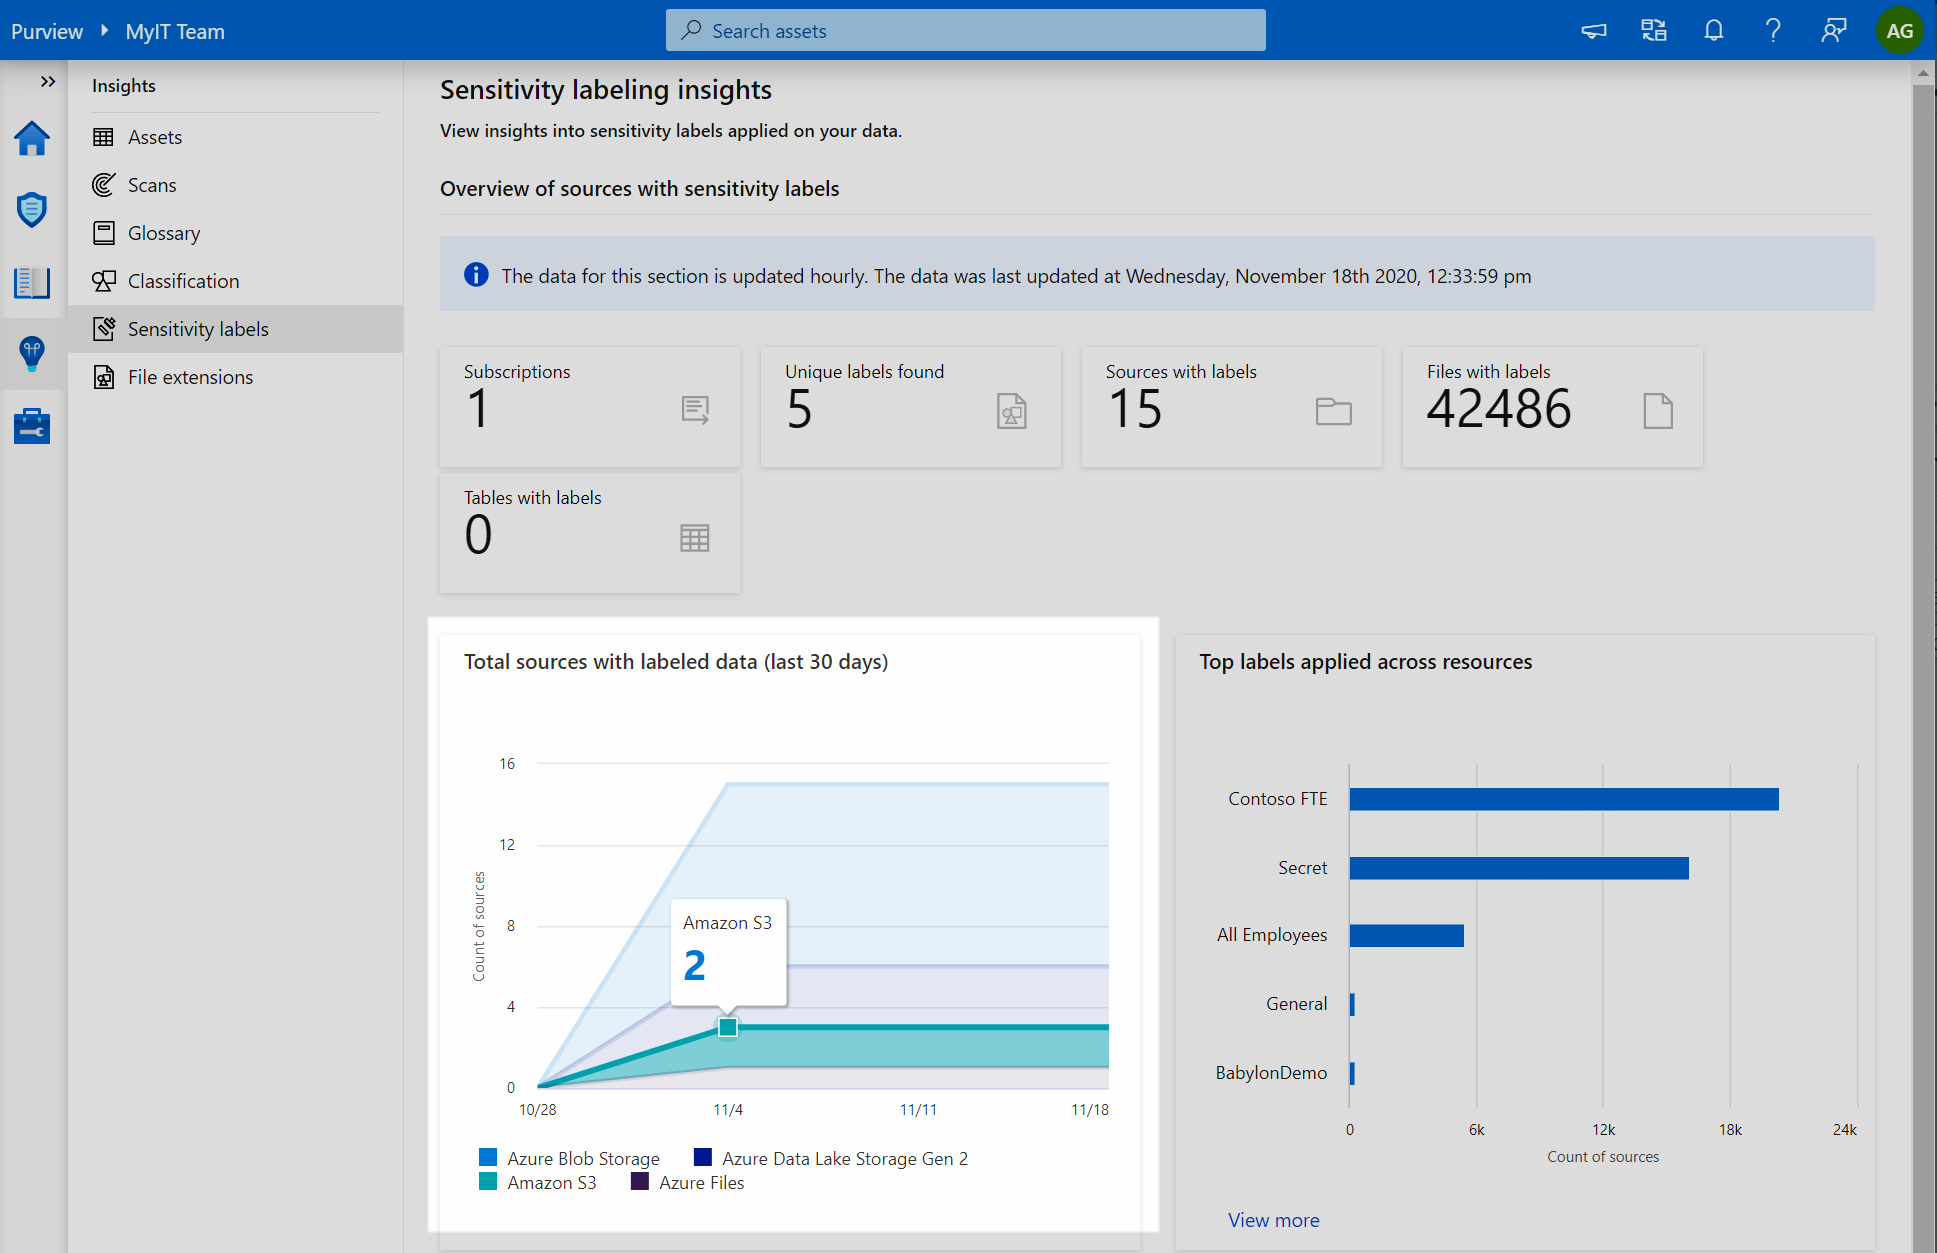 Purview MyIT Team
Search assets
AG
Insights
Assets
Scans
Glossary
Classification
Sensitivity labels
File extensions
Sensitivity labeling insights
View insights into sensitivity labels applied on your data.
Overview of sources with sensitivity labels
The data for this section is updated hourly. The data was last updated at Wednesday, November 18th 2020, 12:33:59 pm
Subscriptions
1
Unique labels found
5
Sources with labels
15
Files with labels
42486
Tables with labels
0
Total sources with labeled data (last 30 days)
16
12
8
4
0
Count of sources
Amazon S3
2
10/28 11/4 11/11 11/18
Azure Blob Storage Azure Data Lake Storage Gen 2
Amazon S3 Azure Files
Top labels applied across resources
Contoso FTE
Secret
All Employees
General
BabylonDemo
0 6k 12k 18k 24k
Count of sources
View more